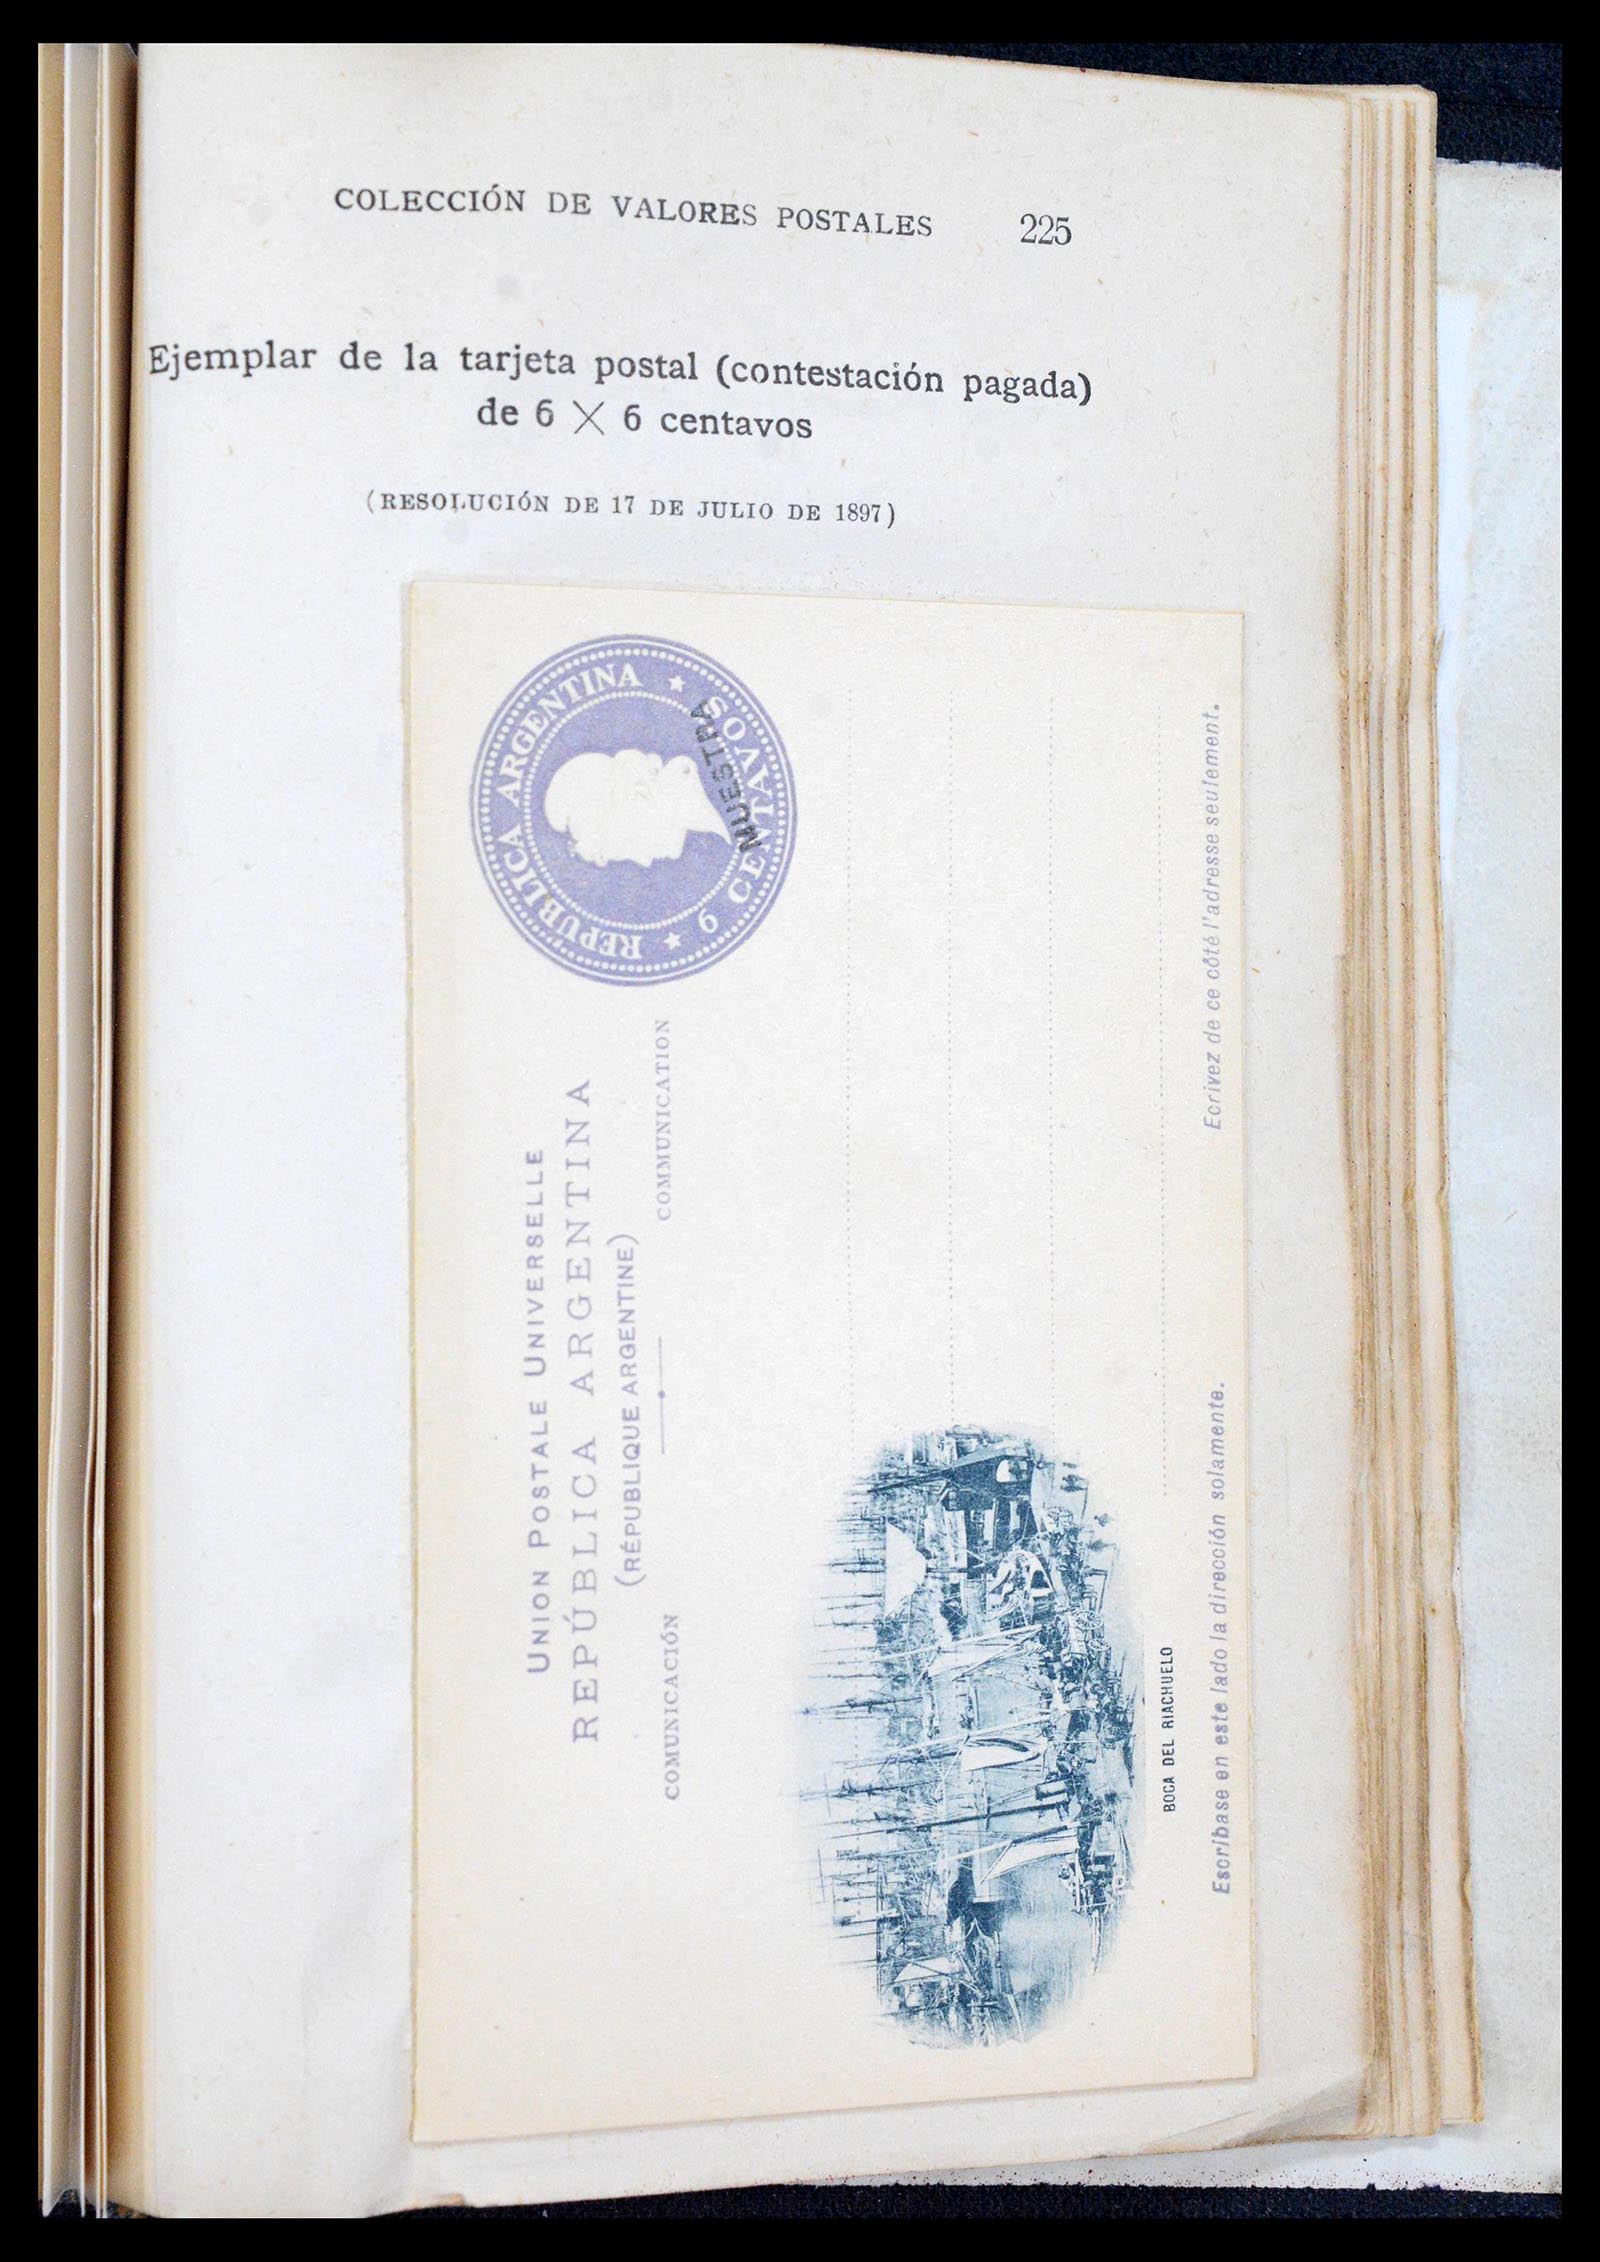 COLECCIÓN DE VALORES POSTALES 225
Ejemplar de la tarjeta postal (contestación pagada)
de 6 X 6 centavos
(RESOLUCIÓN DE 17 DE JULIO DE 1897)
REPUBLICA ARGENTINA
6 CENTAVOS
MUESTRA
UNION POSTALE UNIVERSELLE
REPÚBLICA ARGENTINA
(RÉPUBLIQUE ARGENTINE)
COMUNICACIÓN COMMUNICATION
BOCA DEL RIACHUELO
Escríbase en este lado la dirección solamente. Ecrivez de ce côté l'adresse seulement.